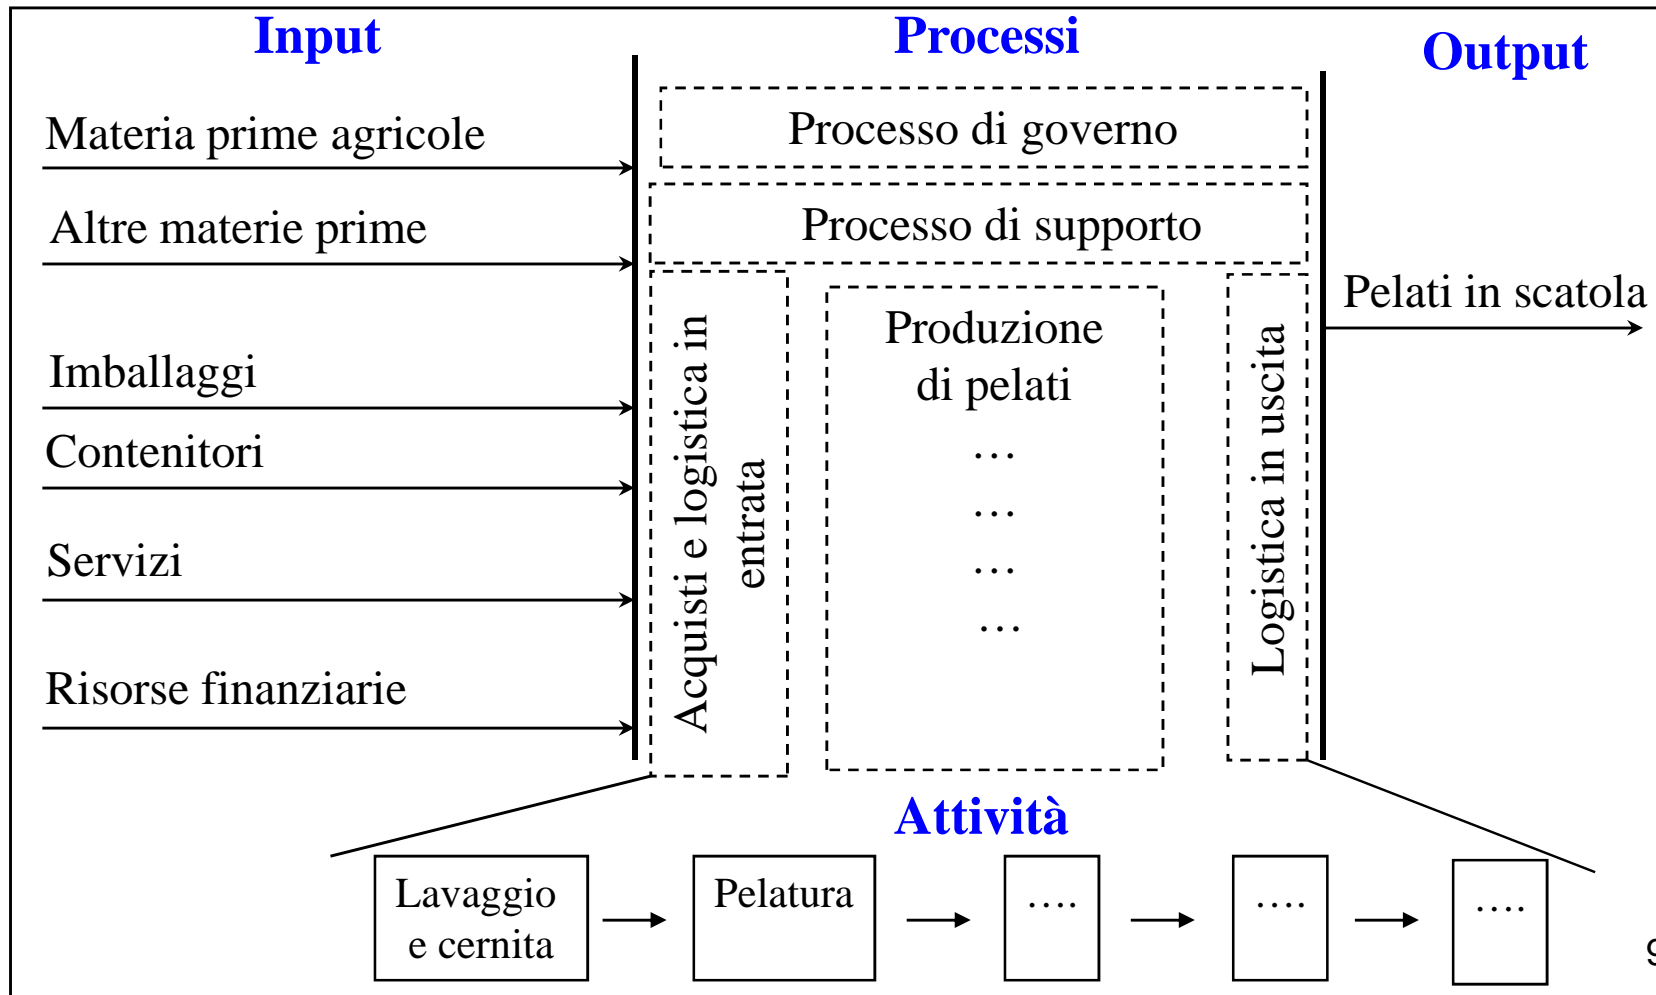 Input
Processi
Output
Materia prime agricole
Altre materie prime
Imballaggi
Contenitori
Servizi
Risorse finanziarie
Processo di governo
Processo di supporto
Acquisti e logistica in
entrata
Produzione
di pelati
…
…
…
…
Logistica in uscita
Pelati in scatola
Attività
Lavaggio
e cernita
Pelatura
….
….
….
9